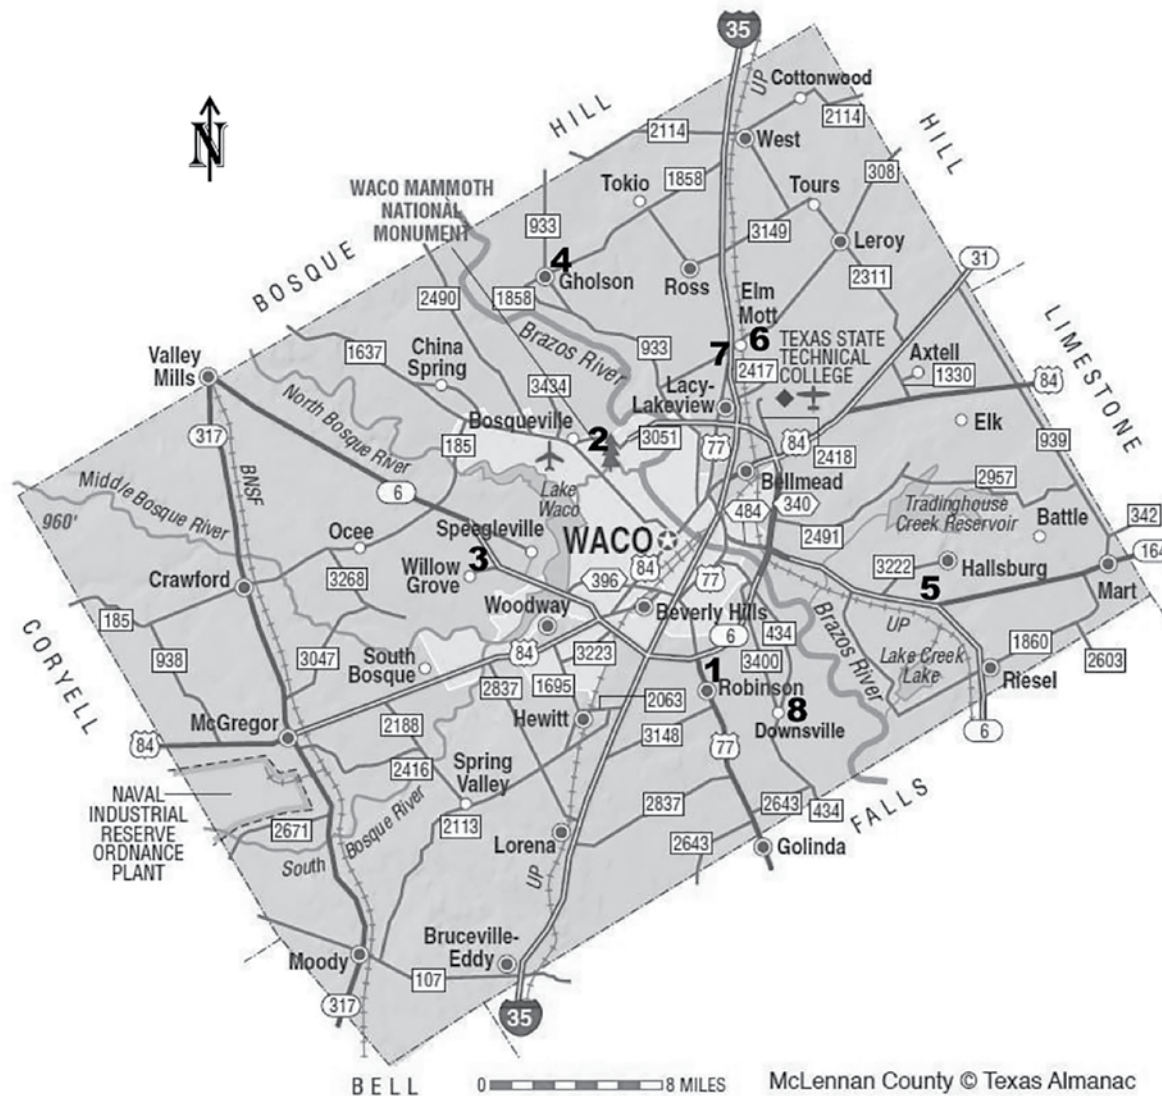 35
N
HILL
UP
Cottonwood
2114
2114
West
HILL
WACO MAMMOTH
NATIONAL
MONUMENT
Tokio
1858
Tours
308
933
3149
Leroy
BOSQUE
4
Gholson
Ross
2311
31
2490
1858
Elm
Mott
LIMESTONE
Brazos River
Valley
Mills
1637
China
Spring
933
7
6
TEXAS STATE
TECHNICAL
COLLEGE
Axtell
2417
1330
84
3434
Lacy-
Lakeview
North Bosque
River
Bosqueville
2
3051
77
84
Elk
317
185
2418
939
BNSF
Middle Bosque River
6
Lake
Waco
Bellmead
2957
340
484
Tradinghouse
Creek Reservoir
Battle
342
960'
Ocee
Speegleville
WACO
2491
164
3
Willow
Grove
84
3222
Hallsburg
Crawford
3268
396
77
5
Mart
Woodway
Beverly Hills
Brazos River
185
6
434
UP
CORYELL
938
3047
South
Bosque
84
3223
3400
Lake Creek
Lake
1860
2603
1
Riesel
2837
1695
2063
Robinson
McGregor
2188
Hewitt
8
Downsville
84
3148
77
6
2416
Spring
Valley
NAVAL
INDUSTRIAL
RESERVE
ORDNANCE
PLANT
2837
2643
434
FALLS
2671
Bosque River
2113
Lorena
2643
Golinda
South
UP
Bruceville-
Eddy
Moody
107
317
35
BELL
0
8 MILES
McLennan County © Texas Almanac